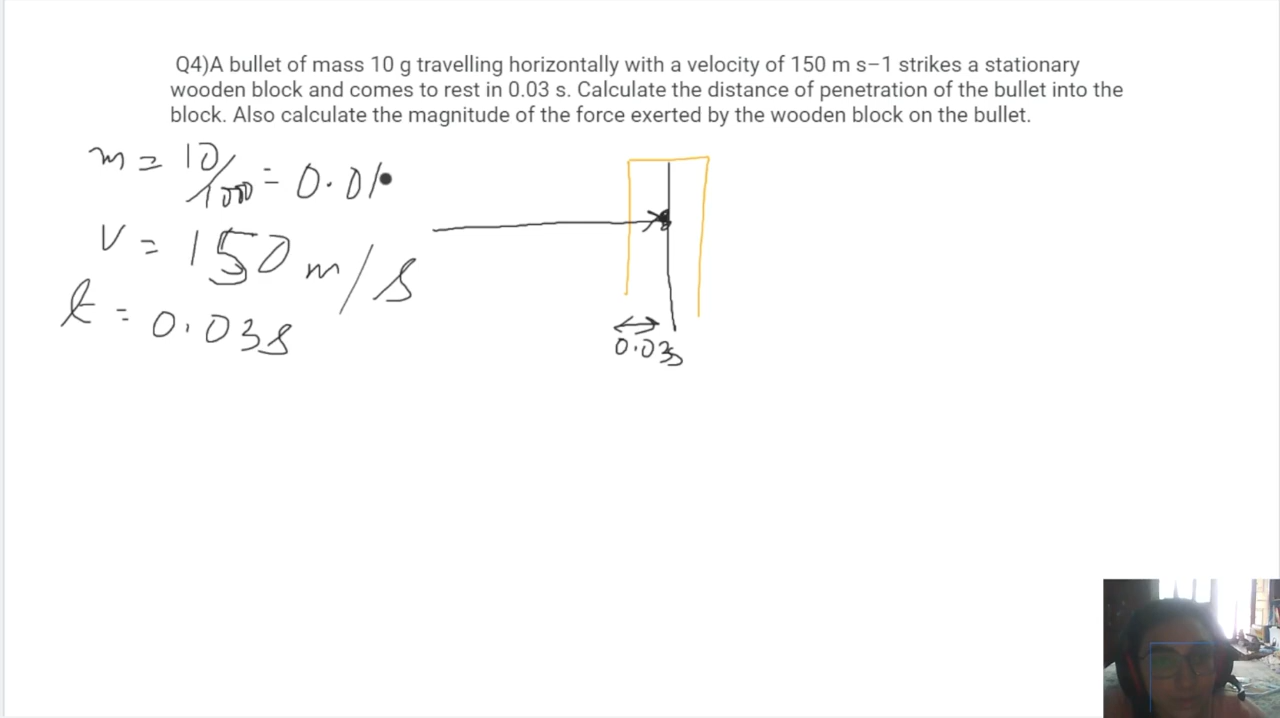 Q4)A bullet of mass 10 g travelling horizontally with a velocity of 150 m s−1 strikes a stationary
wooden block and comes to rest in 0.03 s. Calculate the distance of penetration of the bullet into the
block. Also calculate the magnitude of the force exerted by the wooden block on the bullet.
m = 10/1000 = 0.01
v = 150 m/s
t = 0.03s
0.03s